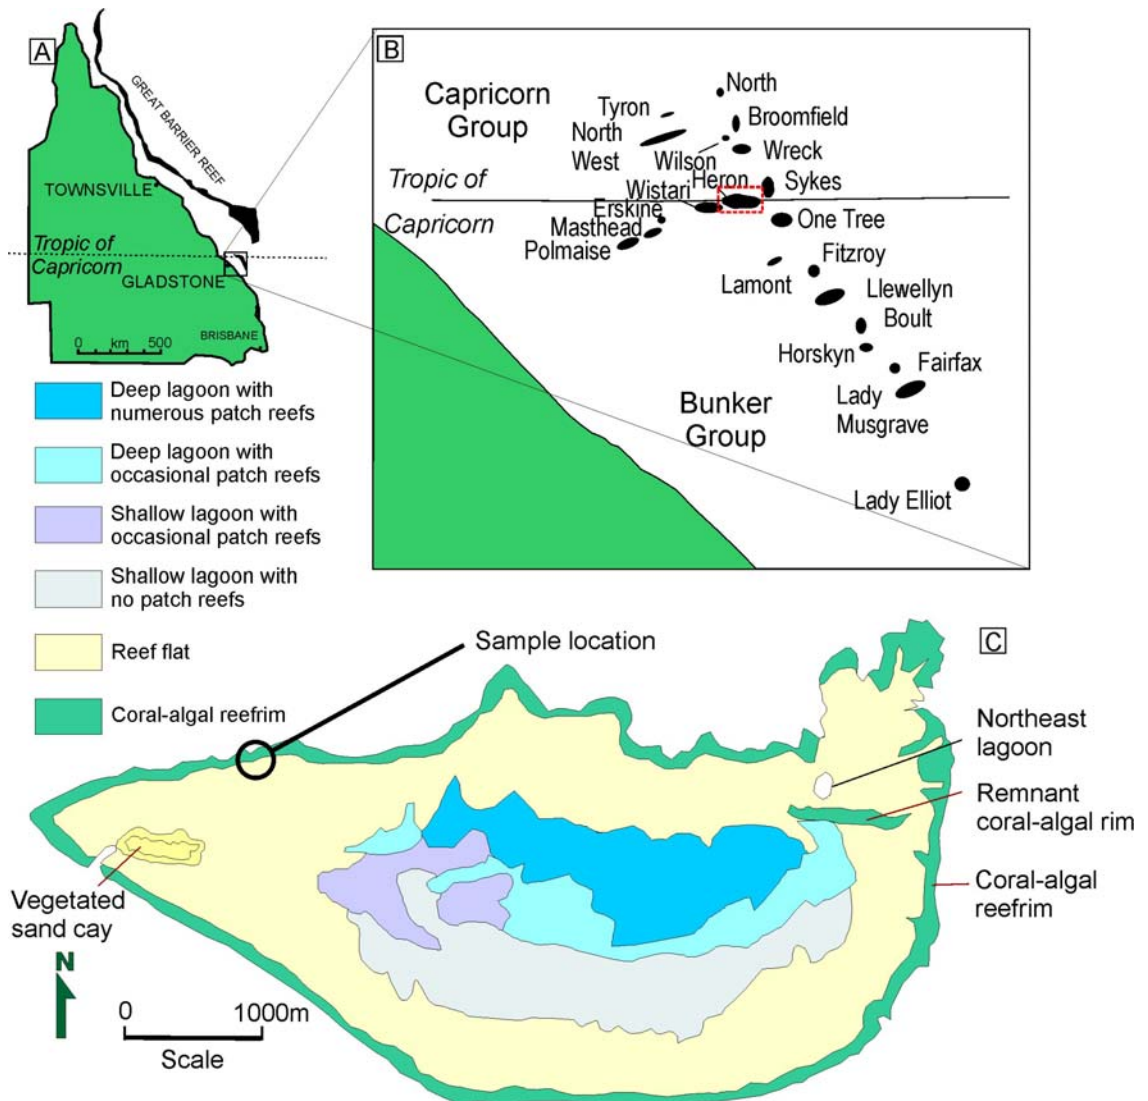 A
GREAT BARRIER REEF
TOWNSVILLE
Tropic of
Capricorn
GLADSTONE
BRISBANE
0 km 500
B
Capricorn
Group
North
Tyron
Broomfield
North
West
Wilson
Wreck
Tropic of
Capricorn
Heron
Sykes
Wistari
Erskine
Masthead
Polmaise
One Tree
Fitzroy
Lamont
Llewellyn
Boult
Horskyn
Fairfax
Lady
Musgrave
Bunker
Group
Lady Elliot
Deep lagoon with
numerous patch reefs
Deep lagoon with
occasional patch reefs
Shallow lagoon with
occasional patch reefs
Shallow lagoon with
no patch reefs
Reef flat
Coral-algal reefrim
C
Sample location
Northeast
lagoon
Remnant
coral-algal rim
Coral-algal
reefrim
Vegetated
sand cay
N
0 1000m
Scale